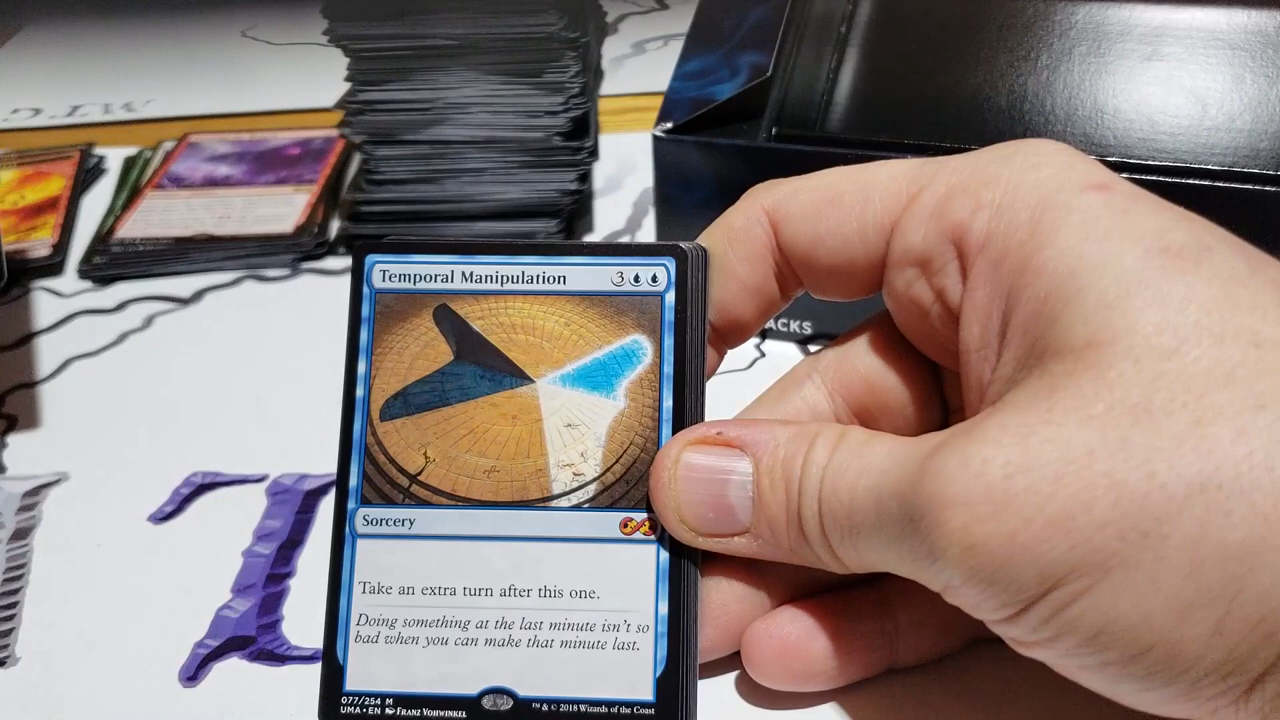 MTG
Temporal Manipulation 3
ACKS
Sorcery
Take an extra turn after this one.
Doing something at the last minute isn't so
bad when you can make that minute last.
077/254 M
UMA • EN FRANZ VOHWINKEL
™ & © 2018 Wizards of the Coast
T